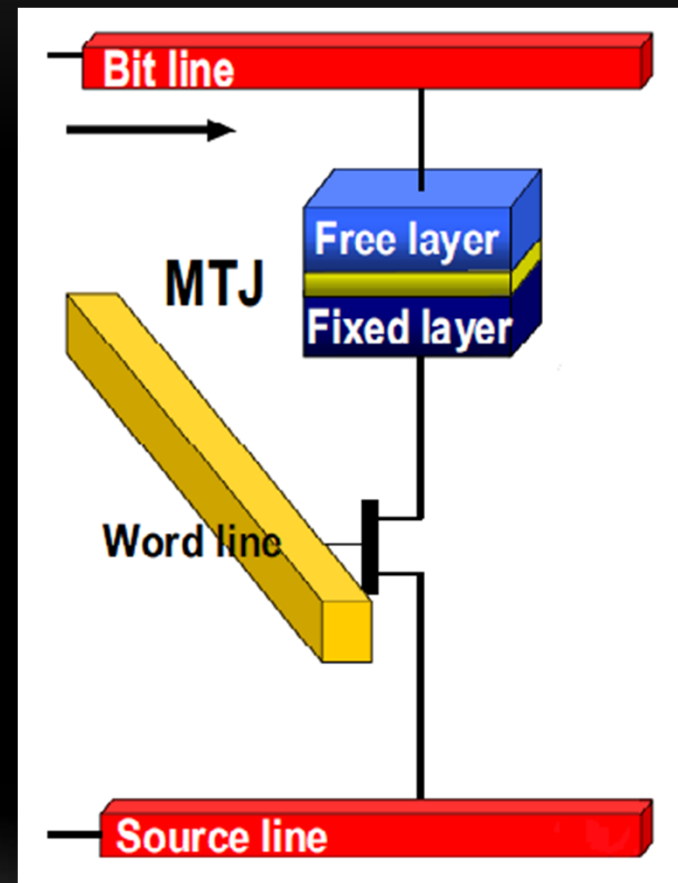 Bit line
Free layer
MTJ
Fixed layer
Word line
Source line